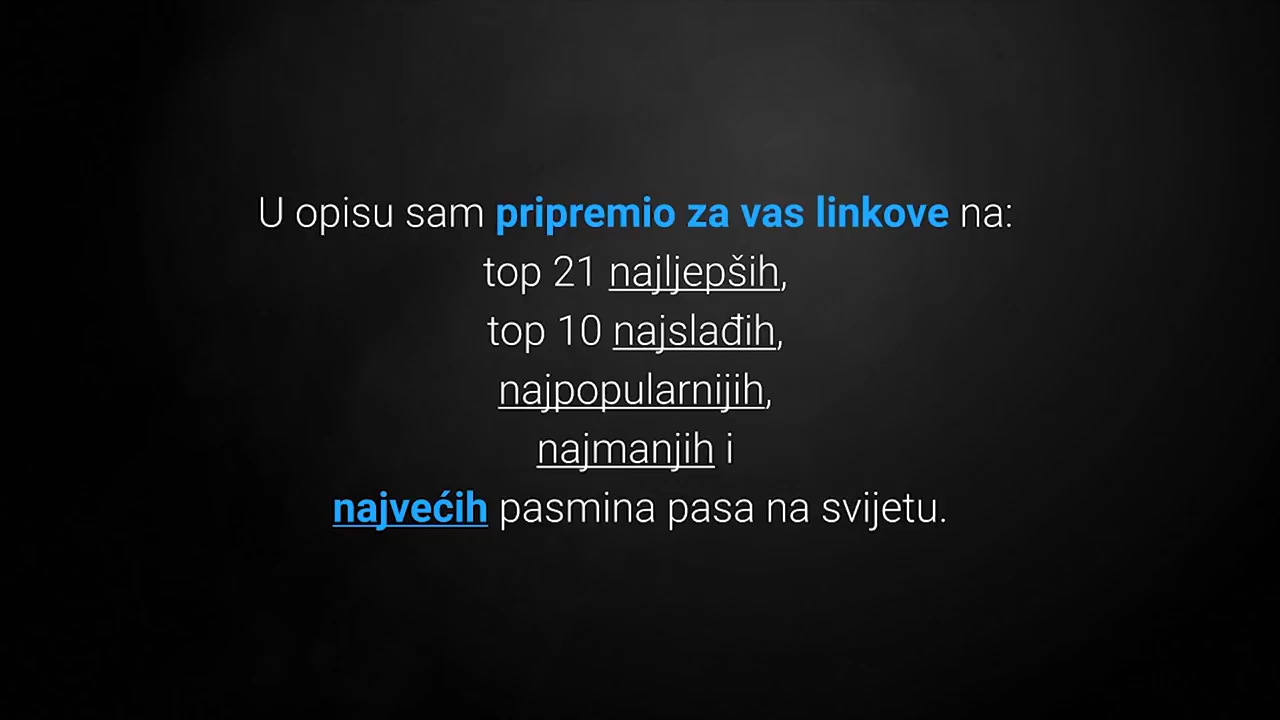 U opisu sam pripremio za vas linkove na:
top 21 najljepših,
top 10 najslađih,
najpopularnijih,
najmanjih i
najvećih pasmina pasa na svijetu.